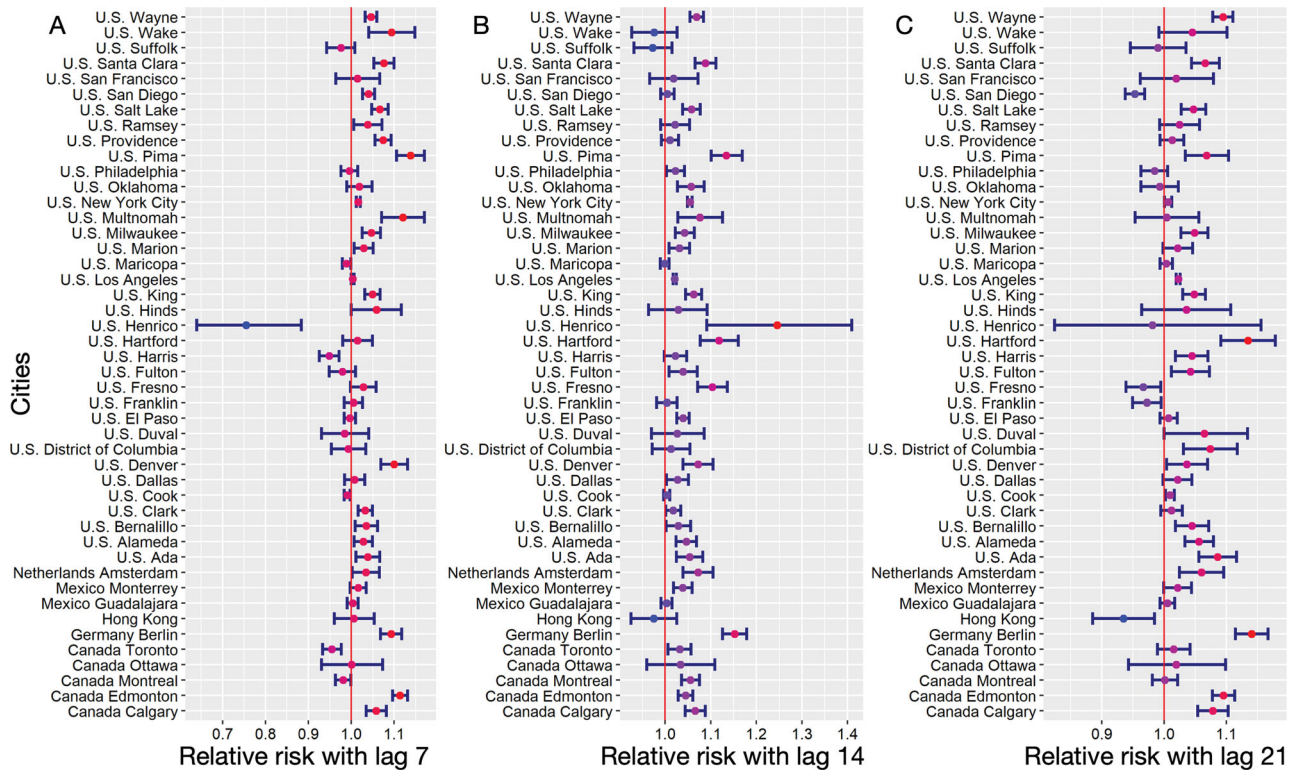 A
U.S. Wayne
U.S. Wake
U.S. Suffolk
U.S. Santa Clara
U.S. San Francisco
U.S. San Diego
U.S. Salt Lake
U.S. Ramsey
U.S. Providence
U.S. Pima
U.S. Philadelphia
U.S. Oklahoma
U.S. New York City
U.S. Multnomah
U.S. Milwaukee
U.S. Marion
U.S. Maricopa
U.S. Los Angeles
U.S. King
U.S. Hinds
U.S. Henrico
U.S. Hartford
U.S. Harris
U.S. Fulton
U.S. Fresno
U.S. Franklin
U.S. El Paso
U.S. Duval
U.S. District of Columbia
U.S. Denver
U.S. Dallas
U.S. Cook
U.S. Clark
U.S. Bernalillo
U.S. Alameda
U.S. Ada
Netherlands Amsterdam
Mexico Monterrey
Mexico Guadalajara
Hong Kong
Germany Berlin
Canada Toronto
Canada Ottawa
Canada Montreal
Canada Edmonton
Canada Calgary
Cities
0.7 0.8 0.9 1.0 1.1
Relative risk with lag 7
B
U.S. Wayne
U.S. Wake
U.S. Suffolk
U.S. Santa Clara
U.S. San Francisco
U.S. San Diego
U.S. Salt Lake
U.S. Ramsey
U.S. Providence
U.S. Pima
U.S. Philadelphia
U.S. Oklahoma
U.S. New York City
U.S. Multnomah
U.S. Milwaukee
U.S. Marion
U.S. Maricopa
U.S. Los Angeles
U.S. King
U.S. Hinds
U.S. Henrico
U.S. Hartford
U.S. Harris
U.S. Fulton
U.S. Fresno
U.S. Franklin
U.S. El Paso
U.S. Duval
U.S. District of Columbia
U.S. Denver
U.S. Dallas
U.S. Cook
U.S. Clark
U.S. Bernalillo
U.S. Alameda
U.S. Ada
Netherlands Amsterdam
Mexico Monterrey
Mexico Guadalajara
Hong Kong
Germany Berlin
Canada Toronto
Canada Ottawa
Canada Montreal
Canada Edmonton
Canada Calgary
1.0 1.1 1.2 1.3 1.4
Relative risk with lag 14
C
U.S. Wayne
U.S. Wake
U.S. Suffolk
U.S. Santa Clara
U.S. San Francisco
U.S. San Diego
U.S. Salt Lake
U.S. Ramsey
U.S. Providence
U.S. Pima
U.S. Philadelphia
U.S. Oklahoma
U.S. New York City
U.S. Multnomah
U.S. Milwaukee
U.S. Marion
U.S. Maricopa
U.S. Los Angeles
U.S. King
U.S. Hinds
U.S. Henrico
U.S. Hartford
U.S. Harris
U.S. Fulton
U.S. Fresno
U.S. Franklin
U.S. El Paso
U.S. Duval
U.S. District of Columbia
U.S. Denver
U.S. Dallas
U.S. Cook
U.S. Clark
U.S. Bernalillo
U.S. Alameda
U.S. Ada
Netherlands Amsterdam
Mexico Monterrey
Mexico Guadalajara
Hong Kong
Germany Berlin
Canada Toronto
Canada Ottawa
Canada Montreal
Canada Edmonton
Canada Calgary
0.9 1.0 1.1
Relative risk with lag 21